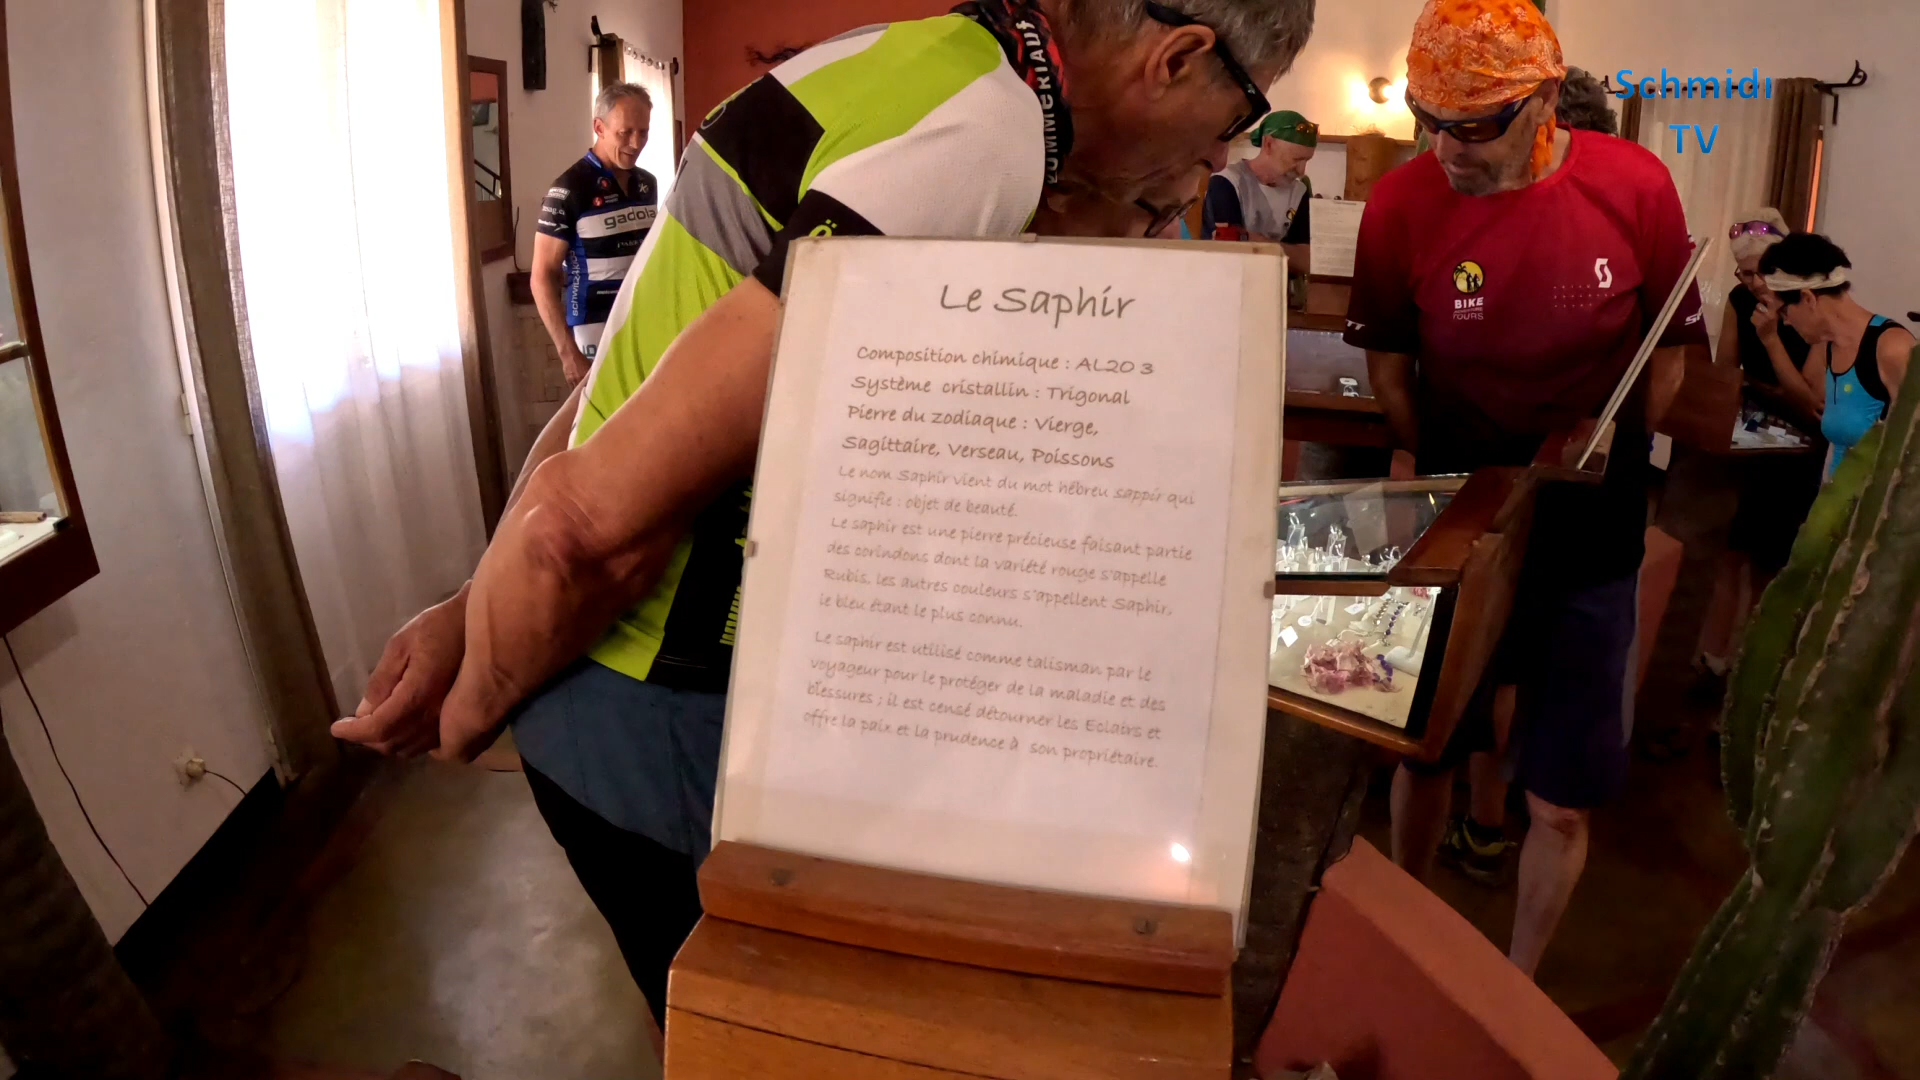 Schmidt
TV
gadola
BIKE
ADVENTURE
TOURS
Le Saphir
Composition chimique : AL2O 3
Système cristallin : Trigonal
Pierre du zodiaque : Vierge,
Sagittaire, Verseau, Poissons
Le nom Saphir vient du mot hébreu sappir qui
signifie : objet de beauté.
Le saphir est une pierre précieuse faisant partie
des corindons dont la variété rouge s'appelle
Rubis, les autres couleurs s'appellent Saphir,
le bleu étant le plus connu.
Le saphir est utilisé comme talisman par le
voyageur pour le protéger de la maladie et des
blessures ; il est censé détourner les Eclairs et
offre la paix et la prudence à son propriétaire.